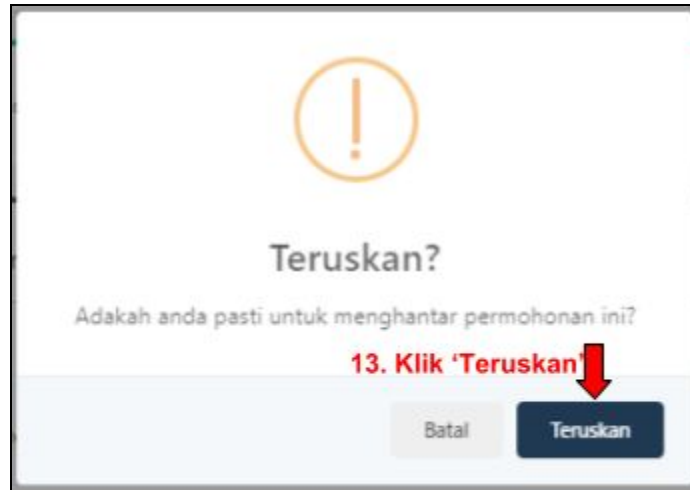 Teruskan?
Adakah anda pasti untuk menghantar permohonan ini?
13. Klik ‘Teruskan’
Batal
Teruskan